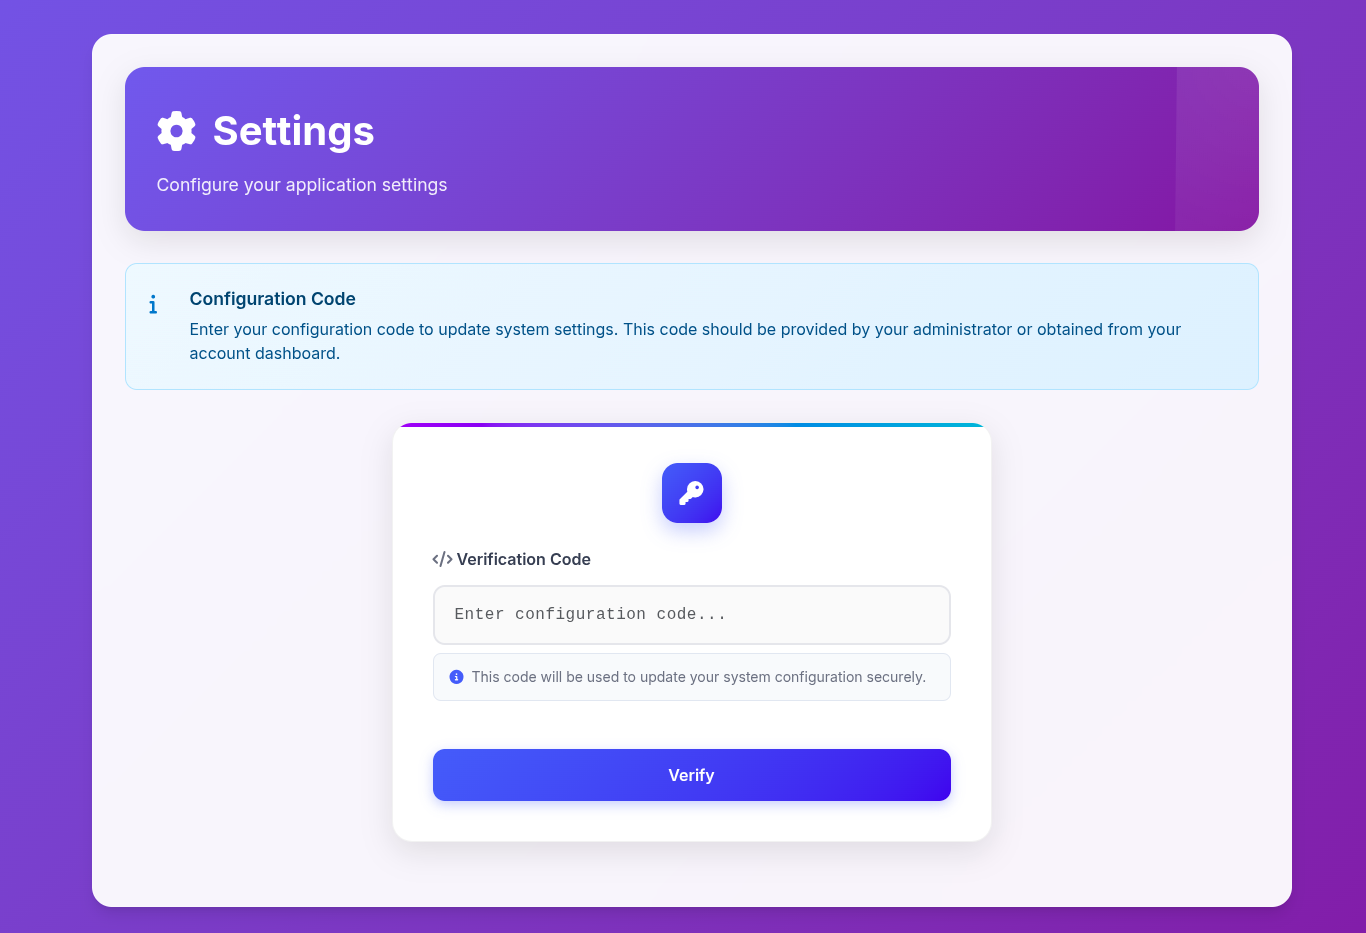 Settings
Configure your application settings
Configuration Code
Enter your configuration code to update system settings. This code should be provided by your administrator or obtained from your
account dashboard.
Verification Code
Enter configuration code...
This code will be used to update your system configuration securely.
Verify